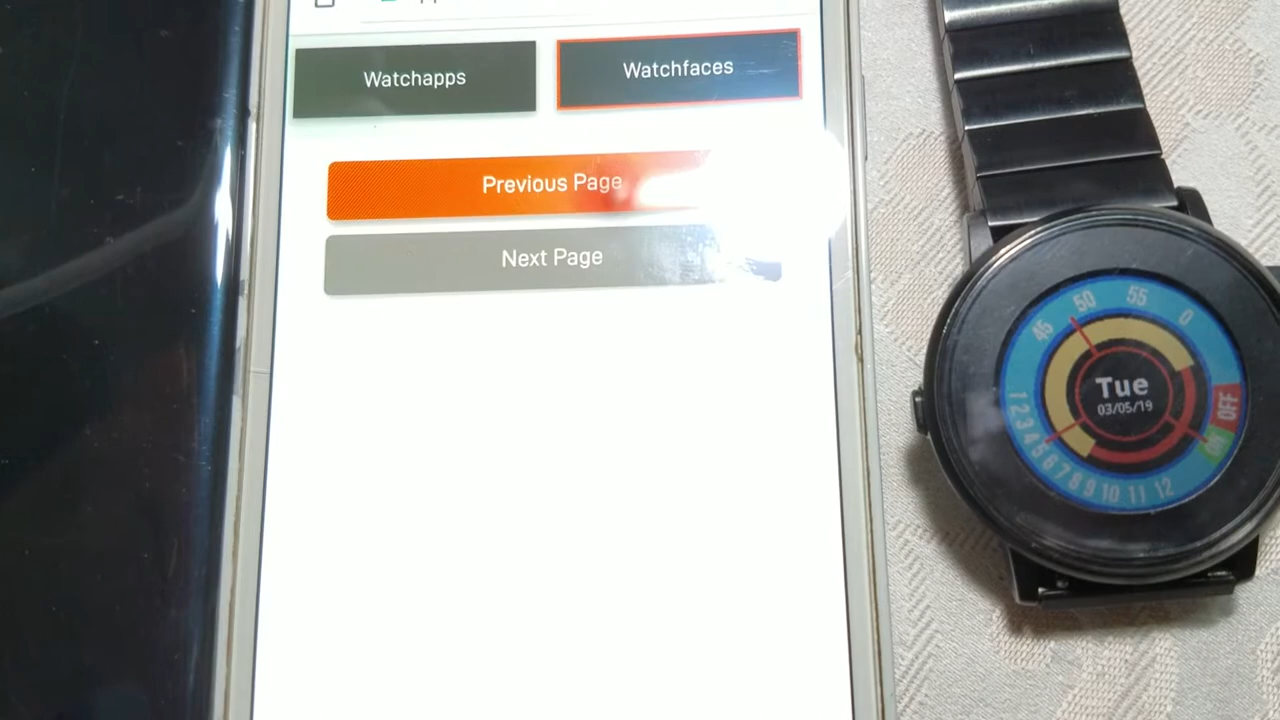 Watchapps
Watchfaces
Previous Page
Next Page
45 50 55 0
Tue
03/05/19
OFF
ON
1 2 3 4 5 6 7 8 9 10 11 12